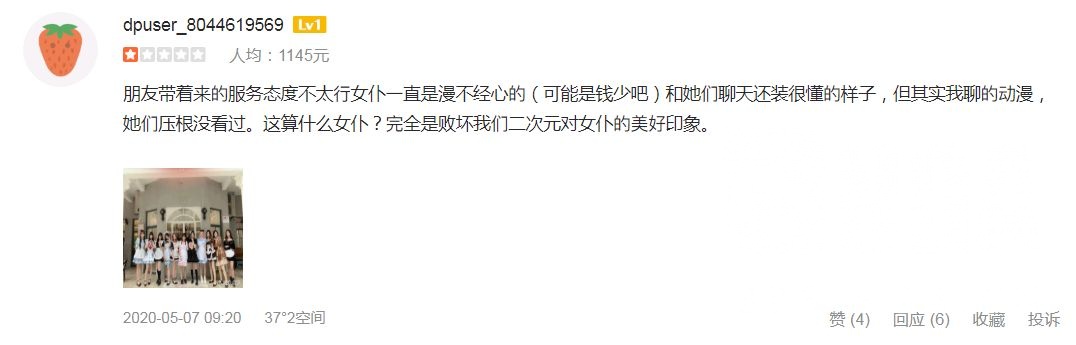 dpuser_8044619569 Lv1
人均：1145元
朋友带着来的服务态度不太行女仆一直是漫不经心的（可能是钱少吧）和她们聊天还装很懂的样子，但其实我聊的动漫，
她们压根没看过。这算什么女仆？完全是败坏我们二次元对女仆的美好印象。
2020-05-07 09:20 37°2空间 赞 (4) 回应 (6) 收藏 投诉